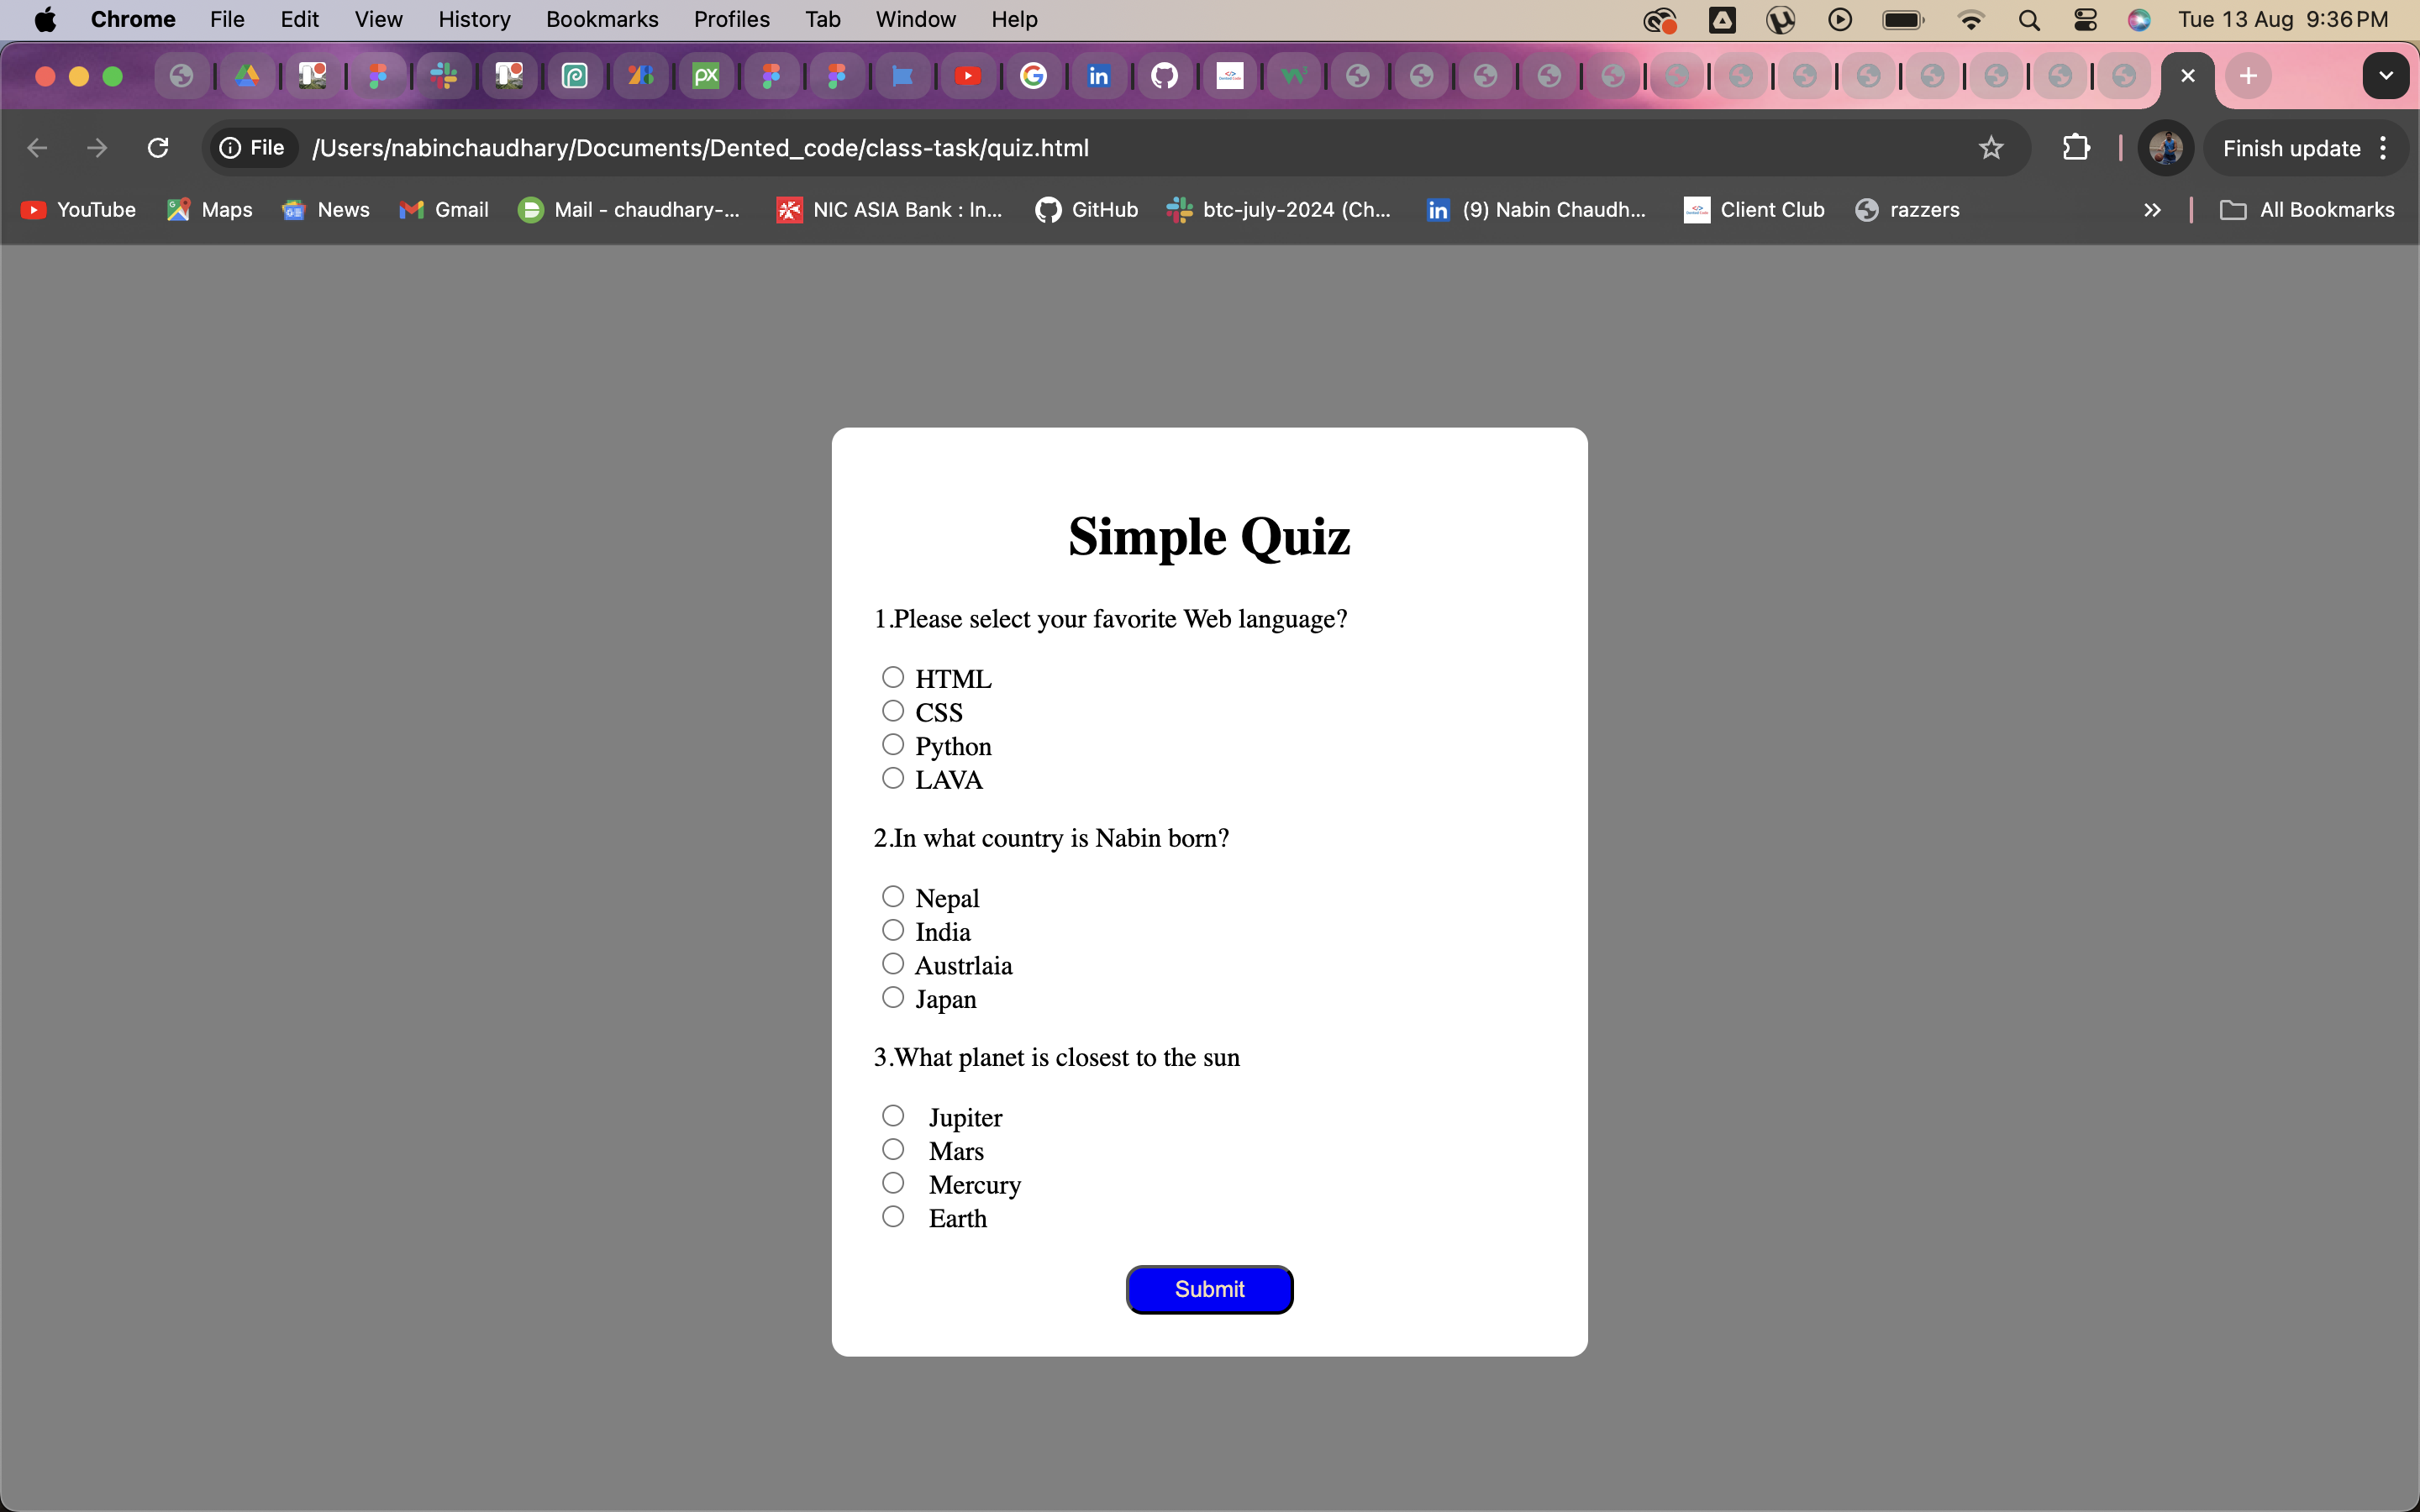 Chrome File Edit View History Bookmarks Profiles Tab Window Help Tue 13 Aug 9:36 PM
File /Users/nabinchaudhary/Documents/Dented_code/class-task/quiz.html Finish update
YouTube Maps News Gmail Mail - chaudhary-... NIC ASIA Bank : In... GitHub btc-july-2024 (Ch... (9) Nabin Chaudh... Client Club razzers » All Bookmarks
Simple Quiz
1.Please select your favorite Web language?
HTML
CSS
Python
LAVA
2.In what country is Nabin born?
Nepal
India
Austrlaia
Japan
3.What planet is closest to the sun
Jupiter
Mars
Mercury
Earth
Submit